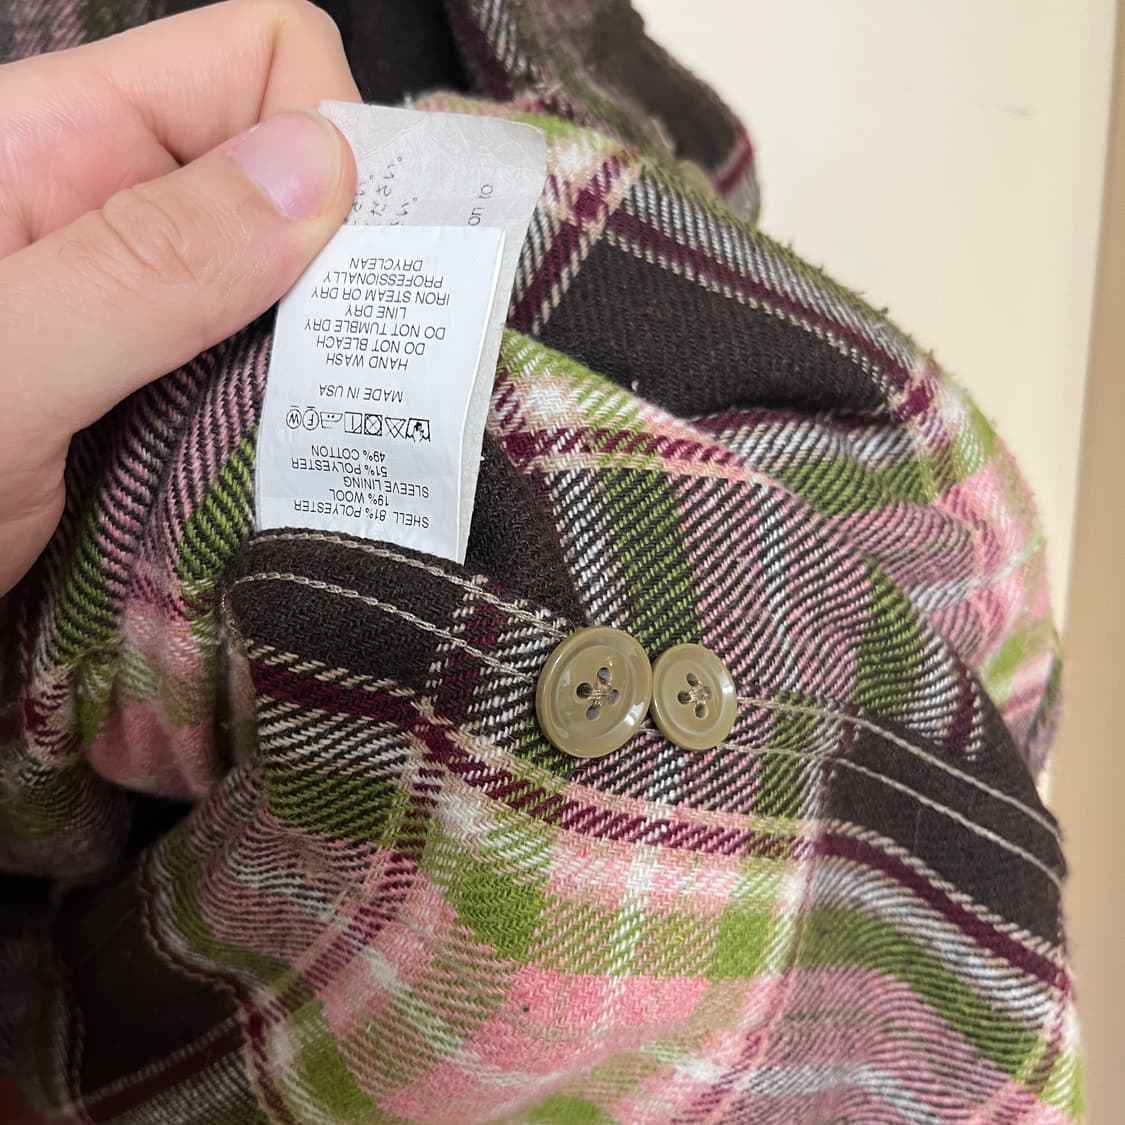 SHELL 81% POLYESTER
19% WOOL
SLEEVE LINING
51% POLYESTER
49% COTTON
W F
MADE IN USA
HAND WASH
DO NOT BLEACH
DO NOT TUMBLE DRY
LINE DRY
IRON STEAM OR DRY
PROFESSIONALLY
DRYCLEAN